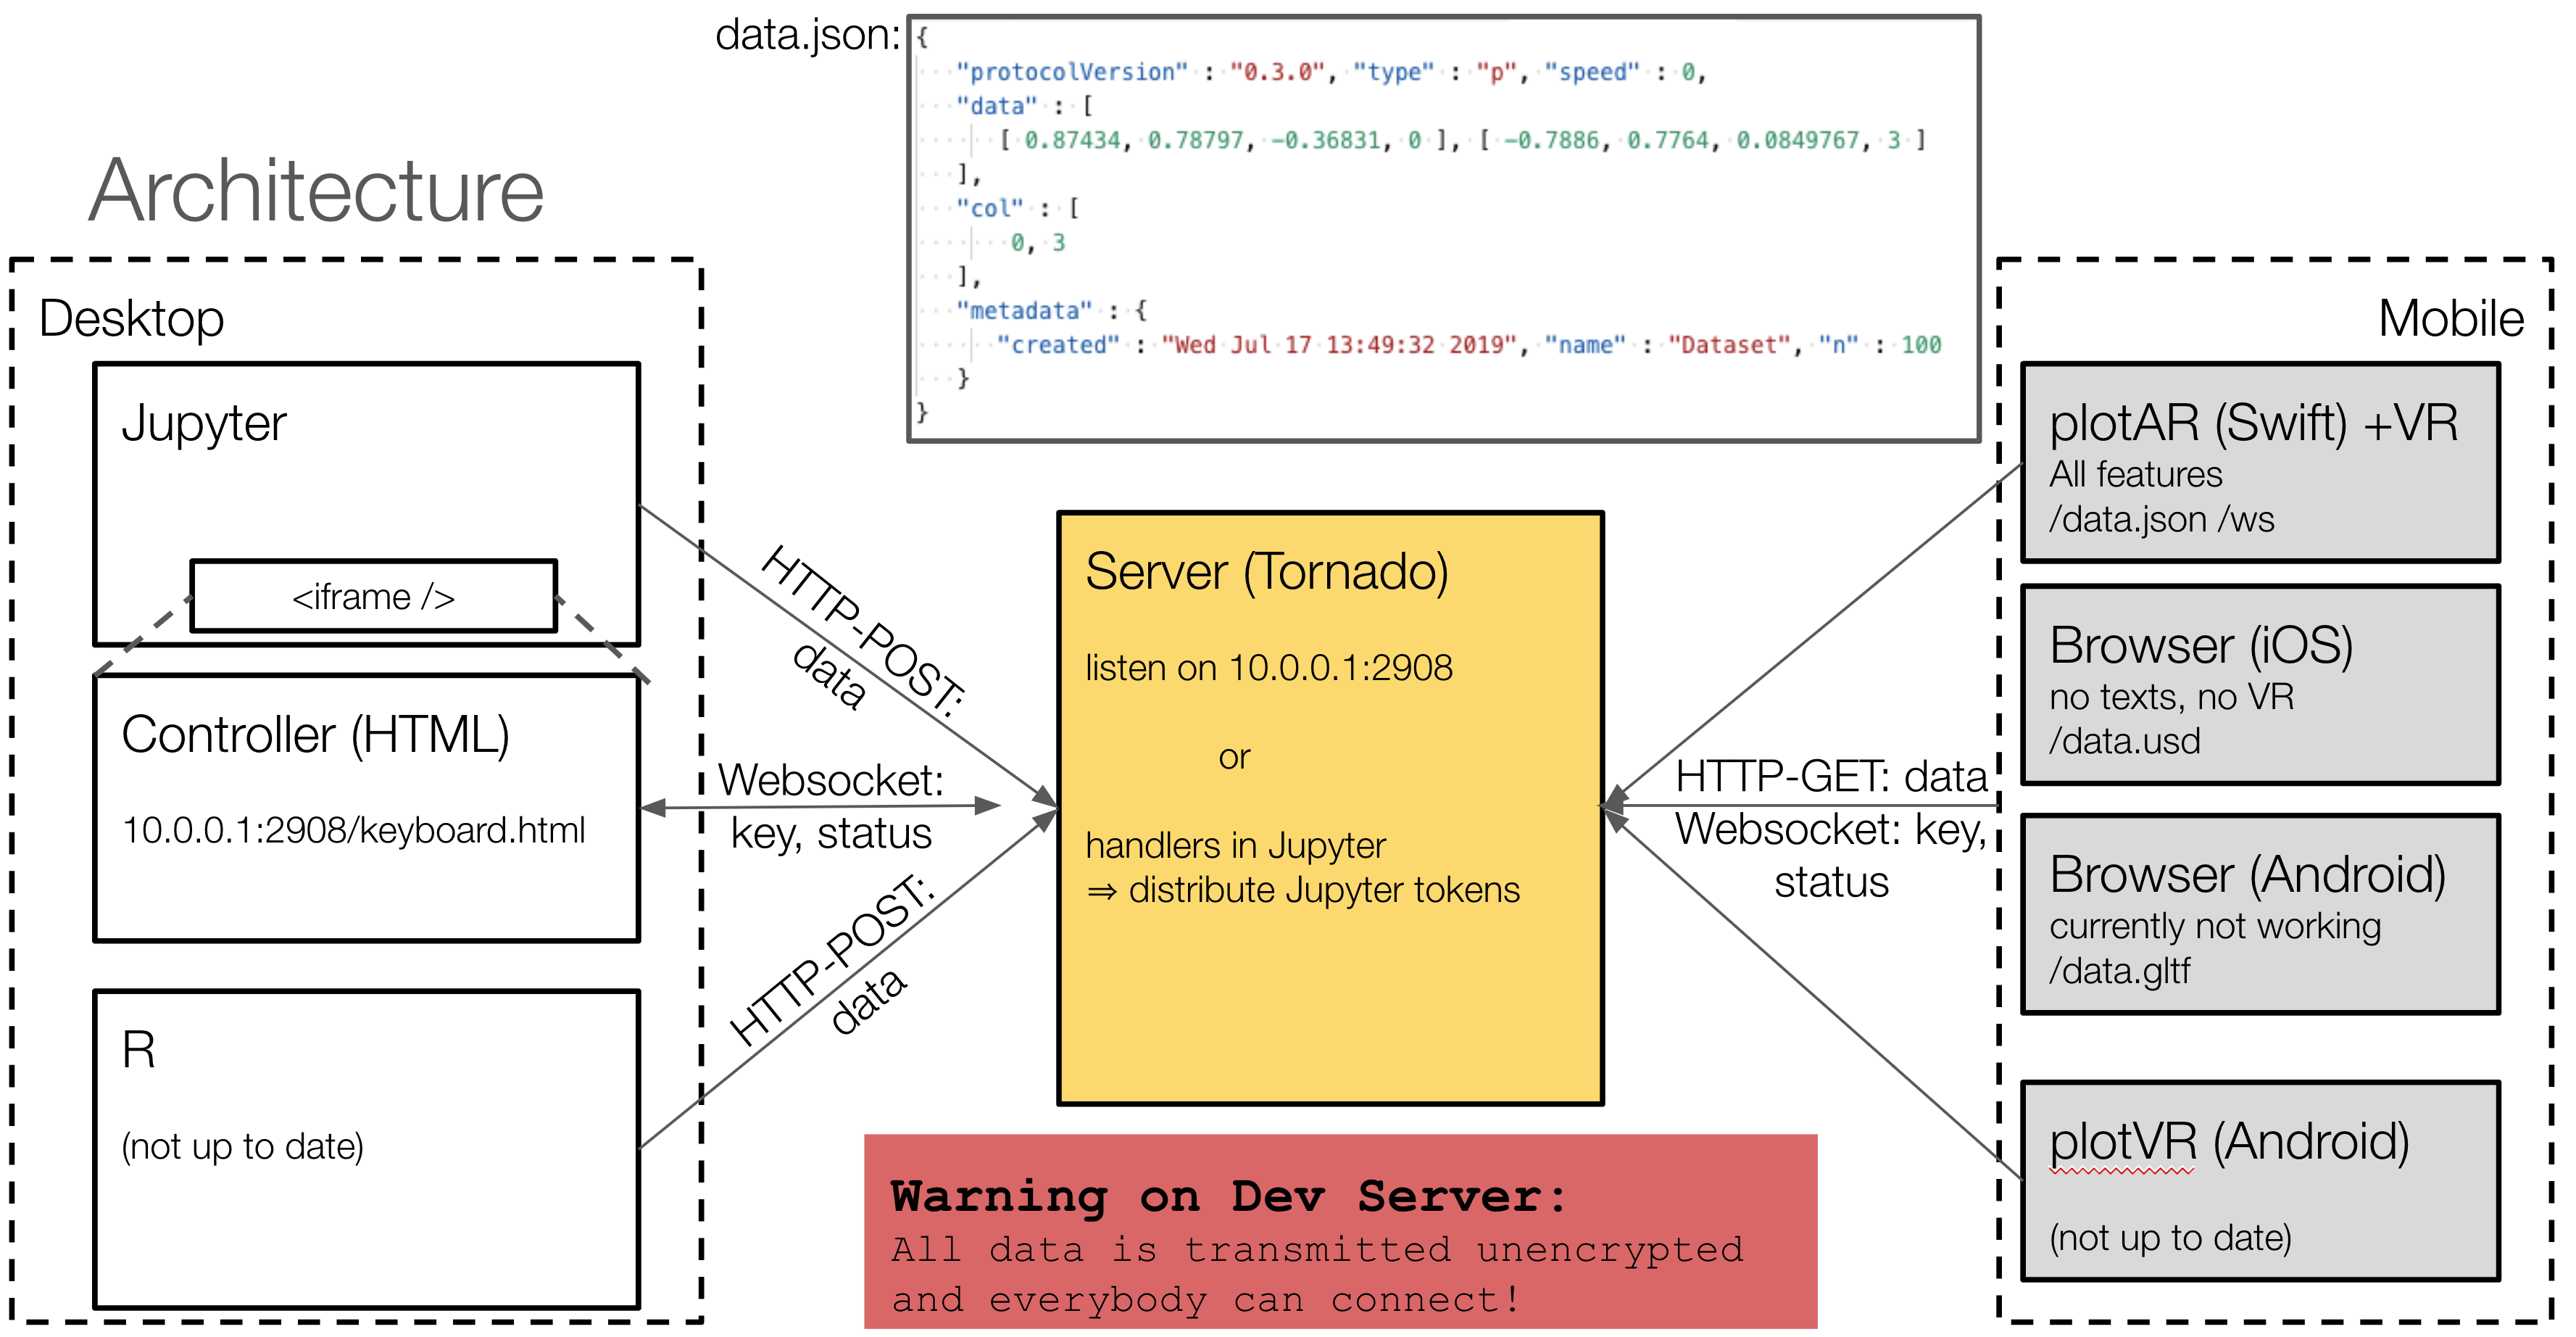 data.json:
{
"protocolVersion" : "0.3.0", "type" : "p", "speed" : 0,
"data" : [
[ 0.87434, 0.78797, -0.36831, 0 ], [ -0.7886, 0.7764, 0.0849767, 3 ]
],
"col" : [
0, 3
],
"metadata" : {
"created" : "Wed Jul 17 13:49:32 2019", "name" : "Dataset", "n" : 100
}
}
Architecture
Desktop
Jupyter
<iframe />
Controller (HTML)
10.0.0.1:2908/keyboard.html
R
(not up to date)
HTTP-POST:
data
Websocket:
key, status
HTTP-POST:
data
Server (Tornado)
listen on 10.0.0.1:2908
or
handlers in Jupyter
⇒ distribute Jupyter tokens
Warning on Dev Server:
All data is transmitted unencrypted
and everybody can connect!
HTTP-GET: data
Websocket: key,
status
Mobile
plotAR (Swift) +VR
All features
/data.json /ws
Browser (iOS)
no texts, no VR
/data.usd
Browser (Android)
currently not working
/data.gltf
plotVR (Android)
(not up to date)